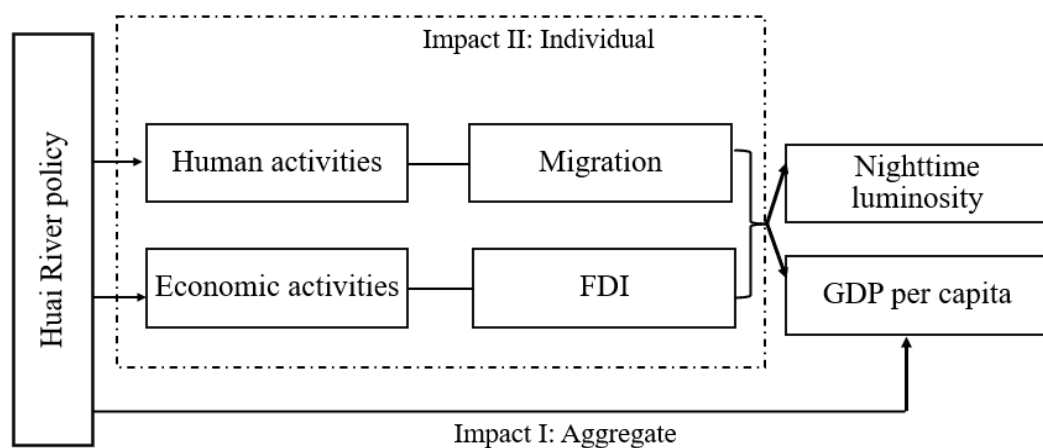 Huai River policy
Impact II: Individual
Human activities
Migration
Nighttime
luminosity
Economic activities
FDI
GDP per capita
Impact I: Aggregate